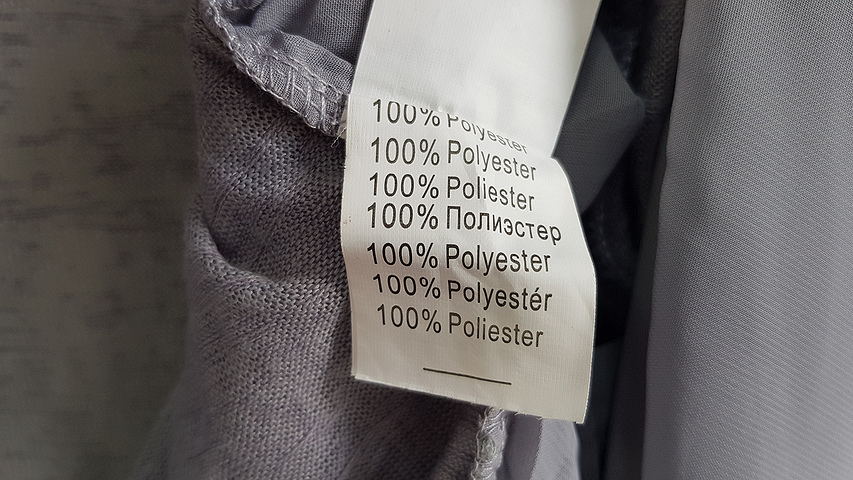 100% Polyester
100% Polyester
100% Poliester
100% Полиэстер
100% Polyester
100% Polyestér
100% Poliester